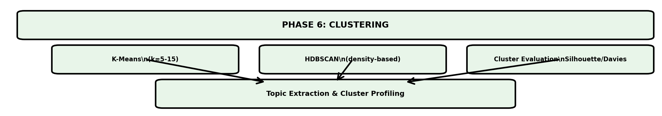 PHASE 6: CLUSTERING
K-Means\n(k=5-15)
HDBSCAN\n(density-based)
Cluster Evaluation\nSilhouette/Davies
Topic Extraction & Cluster Profiling